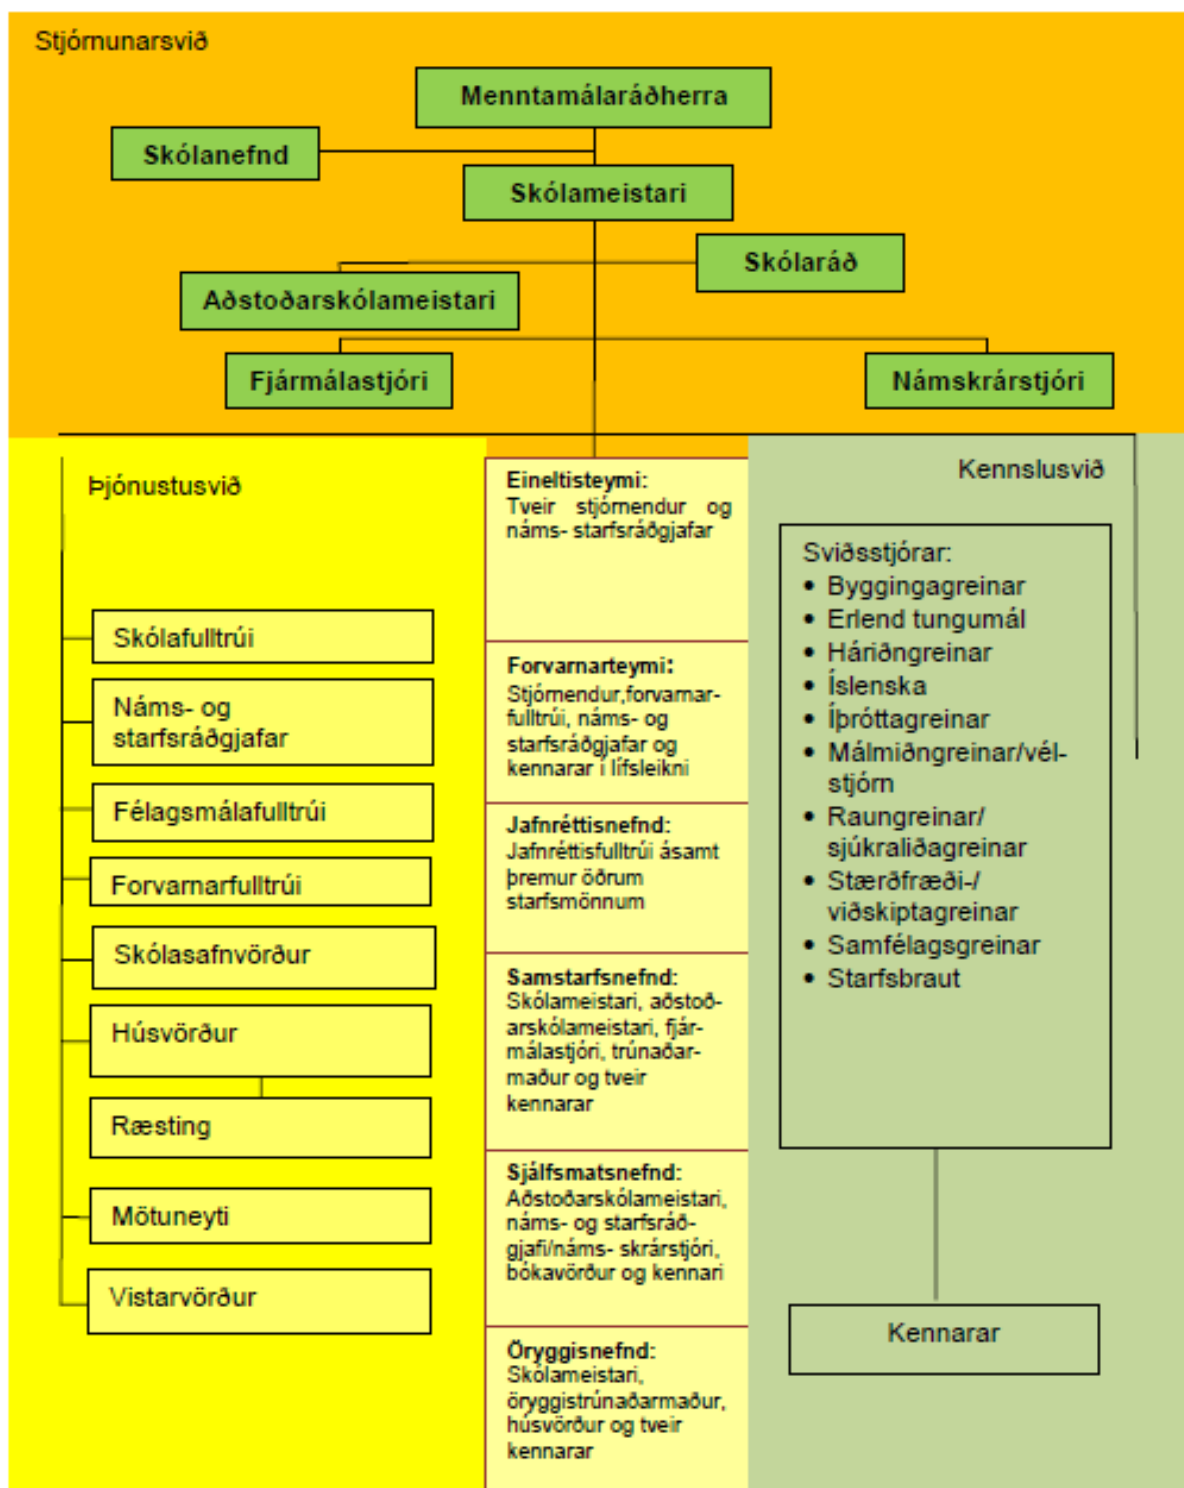 Stjórnunarsvið
Menntamálaráðherra
Skólanefnd
Skólameistari
Skólaráð
Aðstoðarskólameistari
Fjármálastjóri
Námskrárstjóri
Þjónustusvið
Skólafulltrúi
Náms- og
starfsráðgjafar
Félagsmálafulltrúi
Forvarnarfulltrúi
Skólasafnvörður
Húsvörður
Ræsting
Mötuneyti
Vistarvörður
Eineltisteymi:
Tveir stjórnendur og
náms- starfsráðgjafar
Forvarnarteymi:
Stjórnendur,forvarnar-
fulltrúi, náms- og
starfsráðgjafar og
kennarar í lífsleikni
Jafnréttisnefnd:
Jafnréttisfulltrúi ásamt
þremur öðrum
starfsmönnum
Samstarfsnefnd:
Skólameistari, aðstoð-
arskólameistari, fjár-
málastjóri, trúnaðar-
maður og tveir
kennarar
Sjálfsmatsnefnd:
Aðstoðarskólameistari,
náms- og starfsráð-
gjafi/náms- skrárstjóri,
bókavörður og kennari
Öryggisnefnd:
Skólameistari,
öryggistrúnaðarmaður,
húsvörður og tveir
kennarar
Kennslusvið
Sviðsstjórar:
• Byggingagreinar
• Erlend tungumál
• Háriðngreinar
• Íslenska
• Íþróttagreinar
• Málmiðngreinar/vél-
stjórn
• Raungreinar/
sjúkraliðagreinar
• Stærðfræði-/
viðskiptagreinar
• Samfélagsgreinar
• Starfsbraut
Kennarar